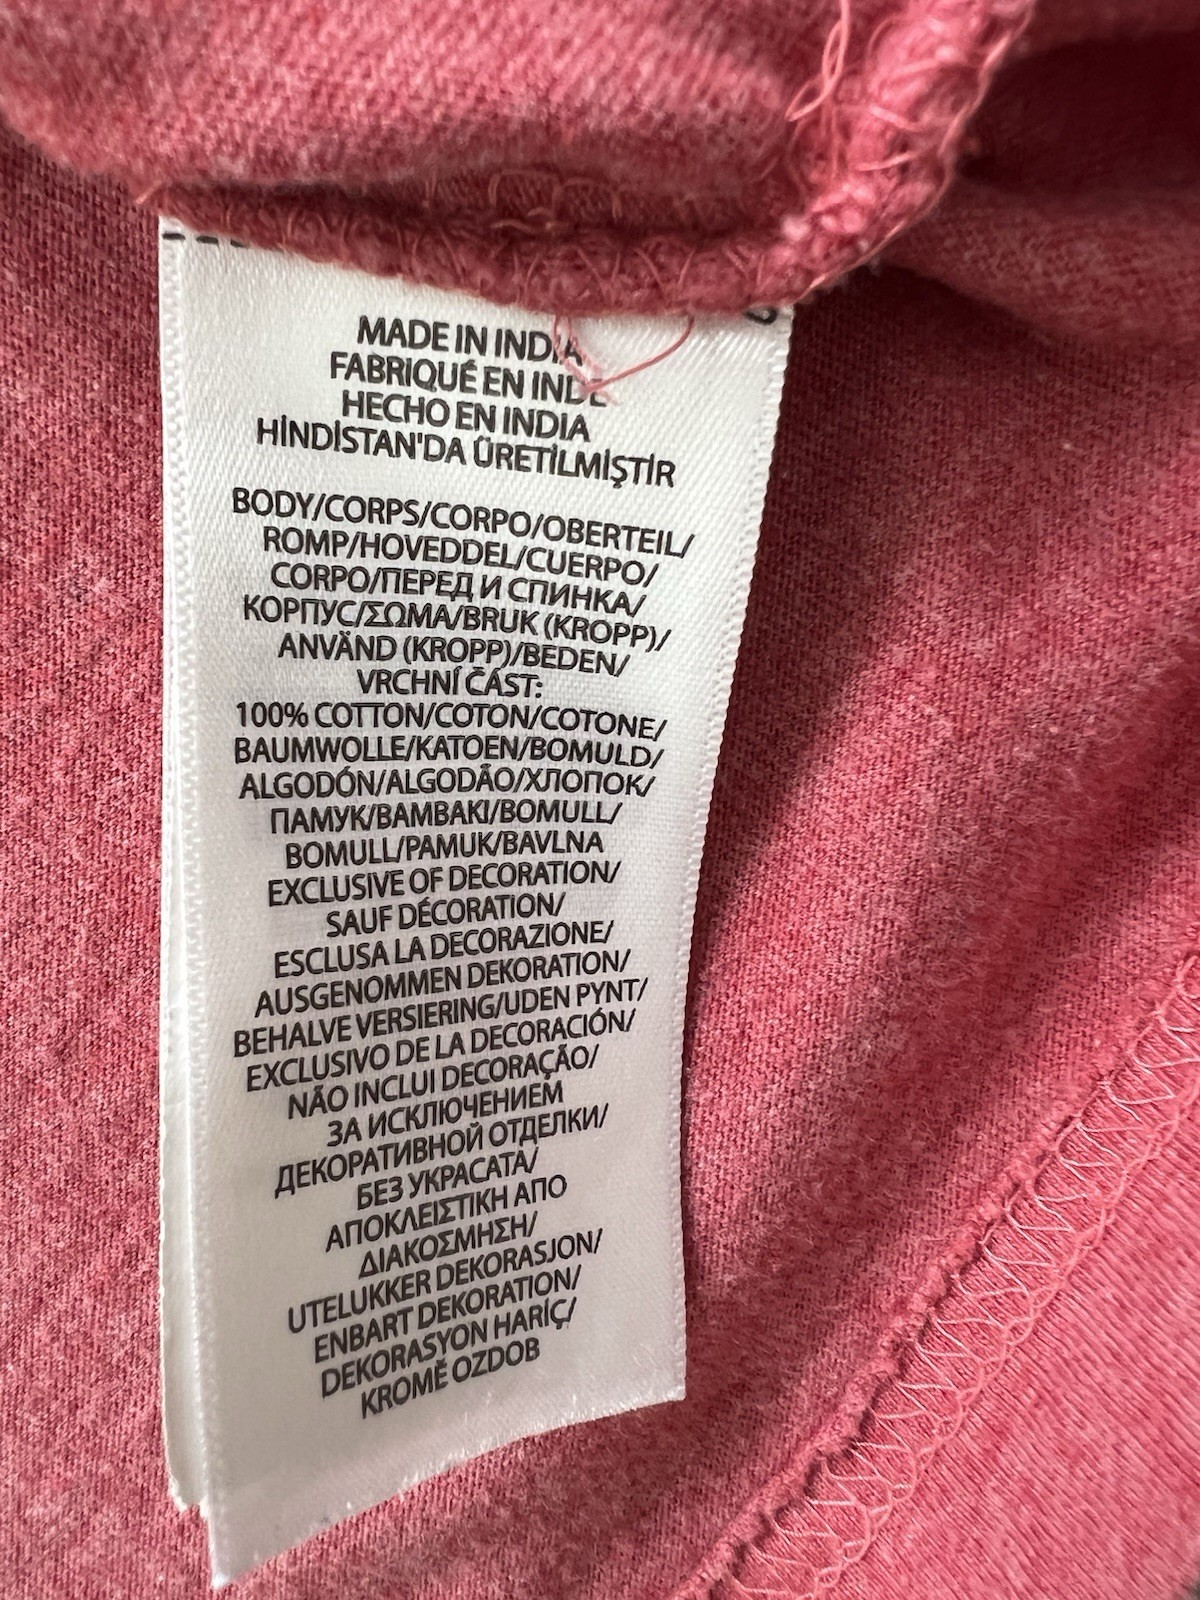 MADE IN INDIA
FABRIQUÉ EN INDE
HECHO EN INDIA
HİNDİSTAN'DA ÜRETİLMİŞTİR
BODY/CORPS/CORPO/OBERTEIL/
ROMP/HOVEDDEL/CUERPO/
CORPO/ПЕРЕД И СПИНКА/
КОРПУС/ΣΩΜΑ/BRUK (KROPP)/
ANVÄND (KROPP)/BEDEN/
VRCHNÍ ČÁST:
100% COTTON/COTON/COTONE/
BAUMWOLLE/KATOEN/BOMULD/
ALGODÓN/ALGODÃO/ХЛОПОК/
ПАМУК/BAMBAKI/BOMULL/
BOMULL/PAMUK/BAVLNA
EXCLUSIVE OF DECORATION/
SAUF DÉCORATION/
ESCLUSA LA DECORAZIONE/
AUSGENOMMEN DEKORATION/
BEHALVE VERSIERING/UDEN PYNT/
EXCLUSIVO DE LA DECORACIÓN/
NÃO INCLUI DECORAÇÃO/
ЗА ИСКЛЮЧЕНИЕМ
ДЕКОРАТИВНОЙ ОТДЕЛКИ/
БЕЗ УКРАСАТА/
ΑΠΟΚΛΕΙΣΤΙΚΗ ΑΠΟ
ΔΙΑΚΟΣΜΗΣΗ/
UTELUKKER DEKORASJON/
ENBART DEKORATION/
DEKORASYON HARİÇ/
KROMĚ OZDOB